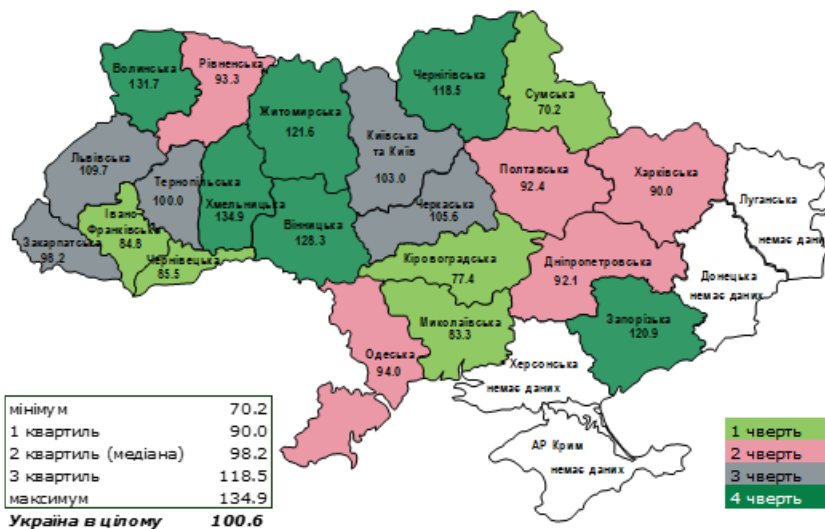 Волинська
131.7
Рівненська
93.3
Житомирська
121.6
Київська
та Київ
103.0
Чернігівська
118.5
Сумська
70.2
Львівська
109.7
Тернопільська
100.0
Хмельницька
134.9
Вінницька
128.3
Черкаська
105.6
Полтавська
92.4
Харківська
90.0
Луганська
немає даних
Івано-
Франківська
84.8
Закарпатська
98.2
Чернівецька
85.5
Кіровоградська
77.4
Дніпропетровська
92.1
Донецька
немає даних
Миколаївська
83.3
Запорізька
120.9
Одеська
94.0
Херсонська
немає даних
АР Крим
немає даних
мінімум 70.2
1 квартиль 90.0
2 квартиль (медіана) 98.2
3 квартиль 118.5
максимум 134.9
Україна в цілому 100.6
1 чверть
2 чверть
3 чверть
4 чверть